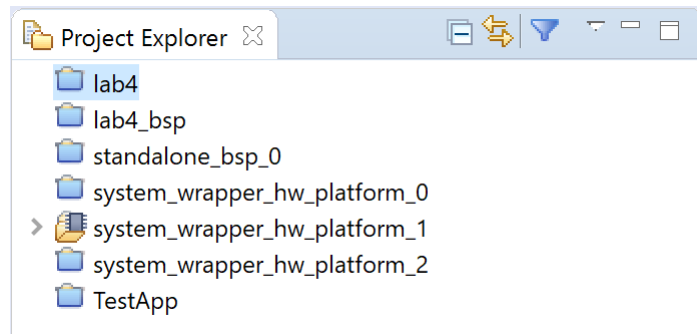 Project Explorer
lab4
lab4_bsp
standalone_bsp_0
system_wrapper_hw_platform_0
system_wrapper_hw_platform_1
system_wrapper_hw_platform_2
TestApp